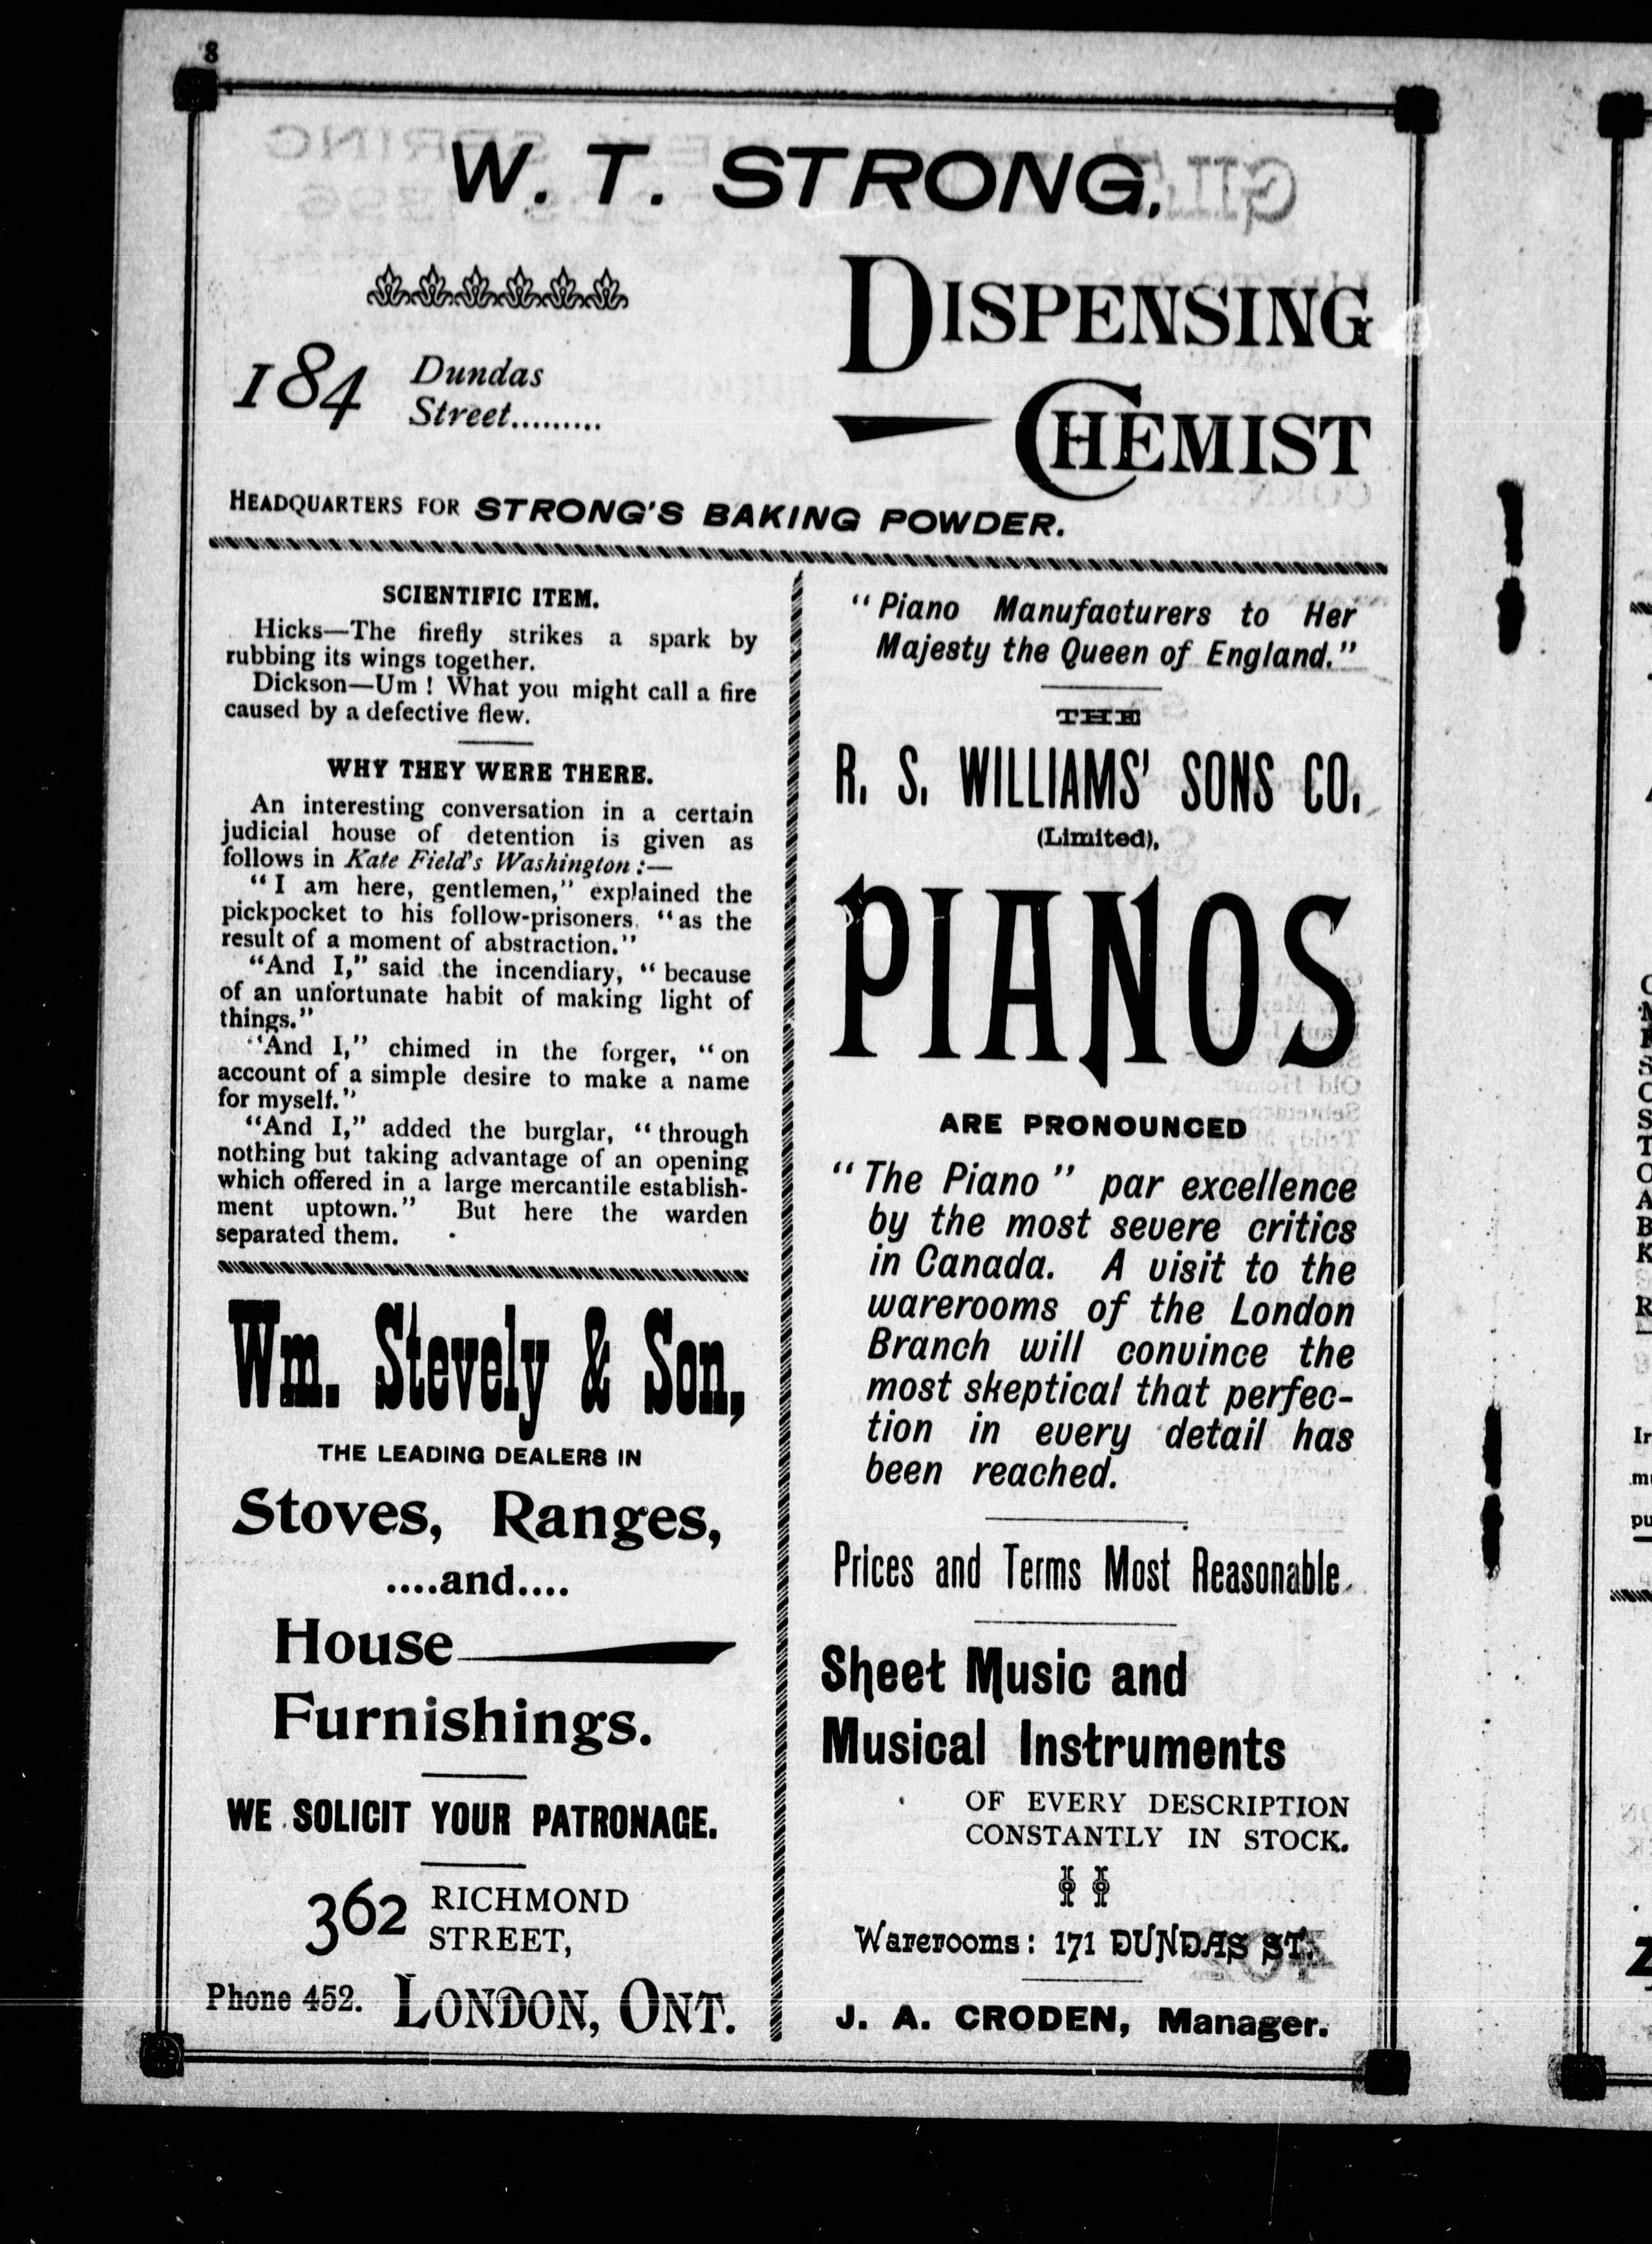 8
W. T. STRONG,
184 Dundas
Street.........
DISPENSING
CHEMIST
HEADQUARTERS FOR STRONG'S BAKING POWDER.
SCIENTIFIC ITEM.
Hicks—The firefly strikes a spark by
rubbing its wings together.
Dickson—Um ! What you might call a fire
caused by a defective flew.
WHY THEY WERE THERE.
An interesting conversation in a certain
judicial house of detention is given as
follows in Kate Field's Washington :—
"I am here, gentlemen," explained the
pickpocket to his follow-prisoners, "as the
result of a moment of abstraction."
"And I," said the incendiary, "because
of an unfortunate habit of making light of
things."
"And I," chimed in the forger, "on
account of a simple desire to make a name
for myself."
"And I," added the burglar, "through
nothing but taking advantage of an opening
which offered in a large mercantile establish-
ment uptown." But here the warden
separated them.
Wm. Stevely & Son,
THE LEADING DEALERS IN
Stoves, Ranges,
....and....
House
Furnishings.
WE SOLICIT YOUR PATRONAGE.
362 RICHMOND
STREET,
Phone 452. LONDON, ONT.
"Piano Manufacturers to Her
Majesty the Queen of England."
THE
R. S. WILLIAMS' SONS CO.
(Limited),
PIANOS
ARE PRONOUNCED
"The Piano" par excellence
by the most severe critics
in Canada. A visit to the
warerooms of the London
Branch will convince the
most skeptical that perfec-
tion in every detail has
been reached.
Prices and Terms Most Reasonable.
Sheet Music and
Musical Instruments
OF EVERY DESCRIPTION
CONSTANTLY IN STOCK.
Warerooms: 171 DUNDAS ST.
J. A. CRODEN, Manager.